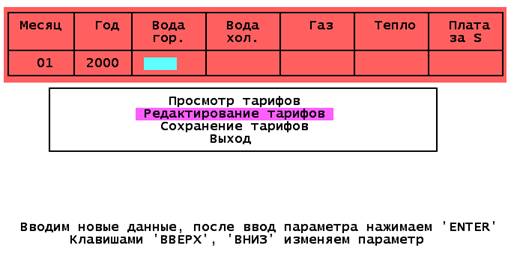 Месяц Год Вода гор. Вода хол. Газ Тепло Плата за S
01 2000
Просмотр тарифов
Редактирование тарифов
Сохранение тарифов
Выход
Вводим новые данные, после ввод параметра нажимаем 'ENTER'
Клавишами 'ВВЕРХ', 'ВНИЗ' изменяем параметр